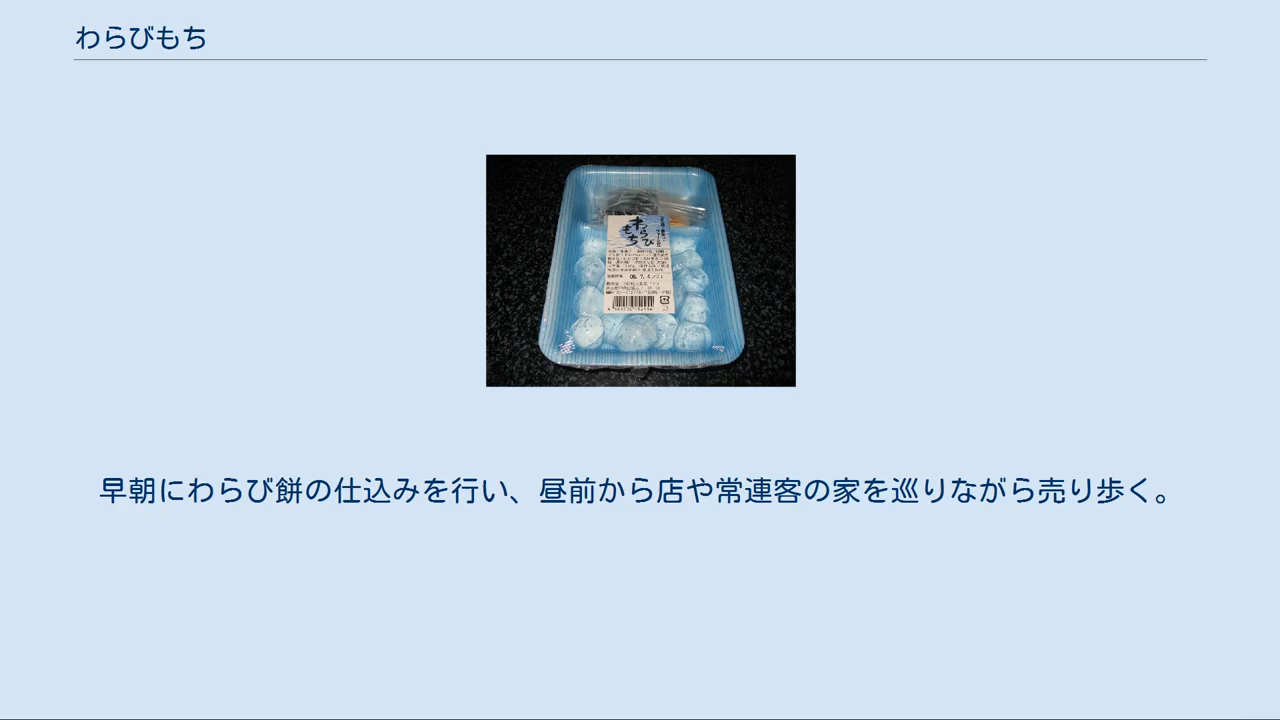 わらびもち
わらび
もち
早朝にわらび餅の仕込みを行い、昼前から店や常連客の家を巡りながら売り歩く。